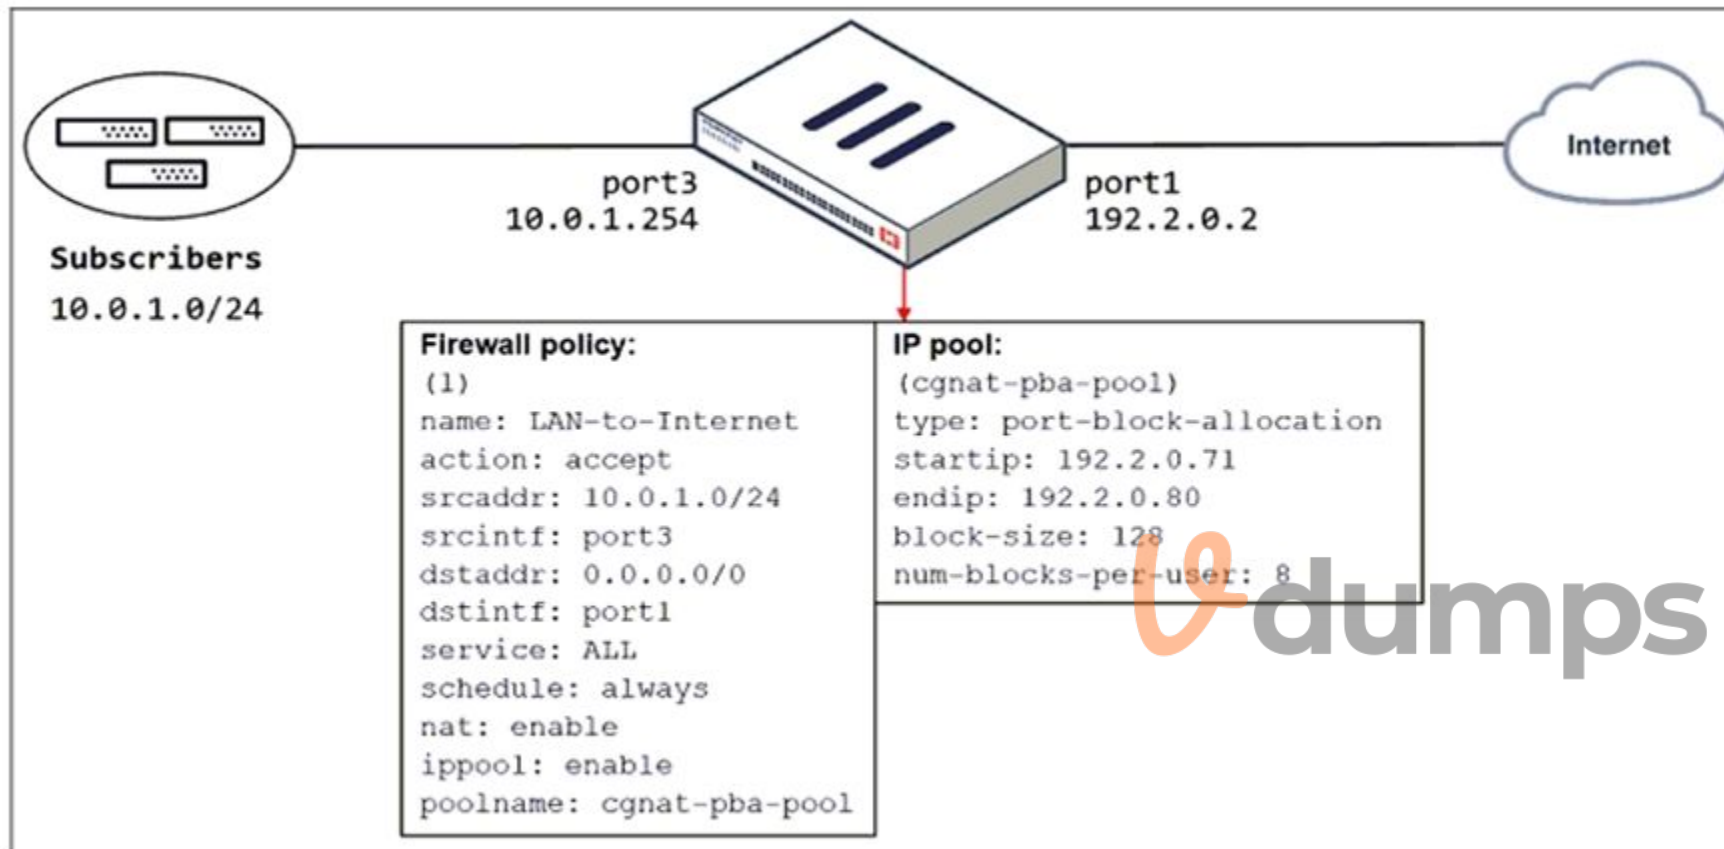 port3
10.0.1.254
port1
192.2.0.2
Internet
Subscribers
10.0.1.0/24
Firewall policy:
(1)
name: LAN-to-Internet
action: accept
srcaddr: 10.0.1.0/24
srcintf: port3
dstaddr: 0.0.0.0/0
dstintf: port1
service: ALL
schedule: always
nat: enable
ippool: enable
poolname: cgnat-pba-pool
IP pool:
(cgnat-pba-pool)
type: port-block-allocation
startip: 192.2.0.71
endip: 192.2.0.80
block-size: 128
num-blocks-per-user: 8
dumps